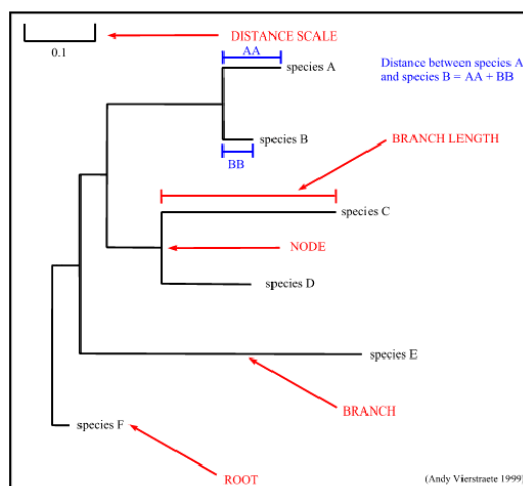 DISTANCE SCALE
0.1
AA
species A
Distance between species A
and species B = AA + BB
species B
BB
BRANCH LENGTH
species C
NODE
species D
species E
BRANCH
species F
ROOT
(Andy Vierstraete 1999)